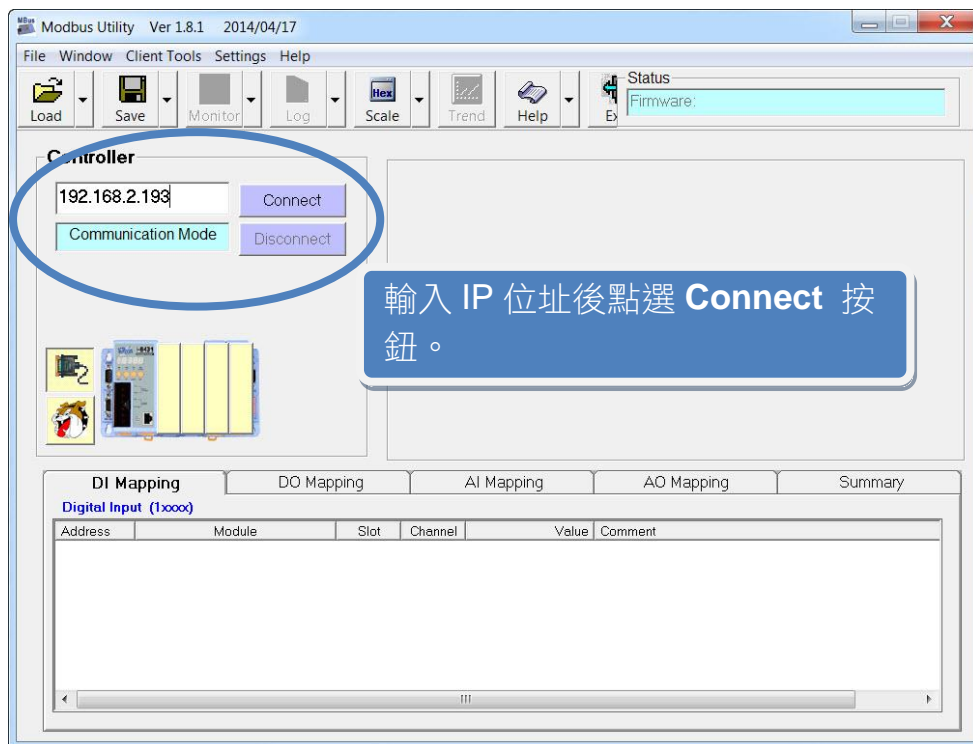 Modbus Utility Ver 1.8.1 2014/04/17
File Window Client Tools Settings Help
Load Save Monitor Log Hex Scale Trend Help Ex
Status
Firmware:
Controller
192.168.2.193 Connect
Communication Mode Disconnect
輸入 IP 位址後點選 Connect 按
鈕。
DI Mapping DO Mapping AI Mapping AO Mapping Summary
Digital Input (1xxxx)
Address Module Slot Channel Value Comment